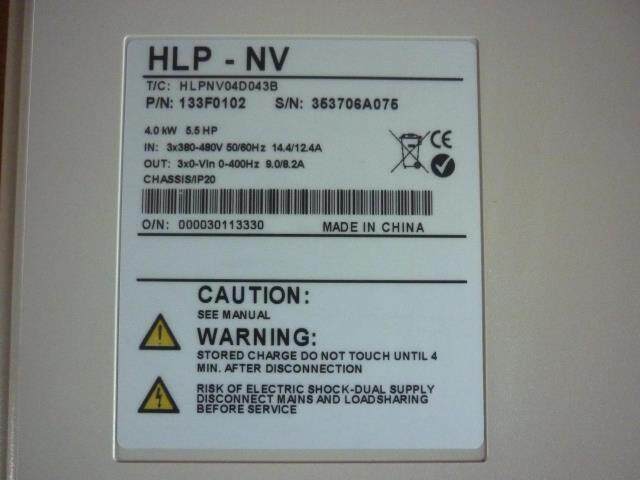 HLP - NV
T/C: HLPNV04D043B
P/N: 133F0102 S/N: 353706A075
4.0 kW 5.5 HP
IN: 3x380-480V 50/60Hz 14.4/12.4A
OUT: 3x0-Vin 0-400Hz 9.0/8.2A
CHASSIS/IP20
CE
O/N: 000030113330 MADE IN CHINA
CAUTION:
SEE MANUAL
WARNING:
STORED CHARGE DO NOT TOUCH UNTIL 4
MIN. AFTER DISCONNECTION
RISK OF ELECTRIC SHOCK-DUAL SUPPLY
DISCONNECT MAINS AND LOADSHARING
BEFORE SERVICE